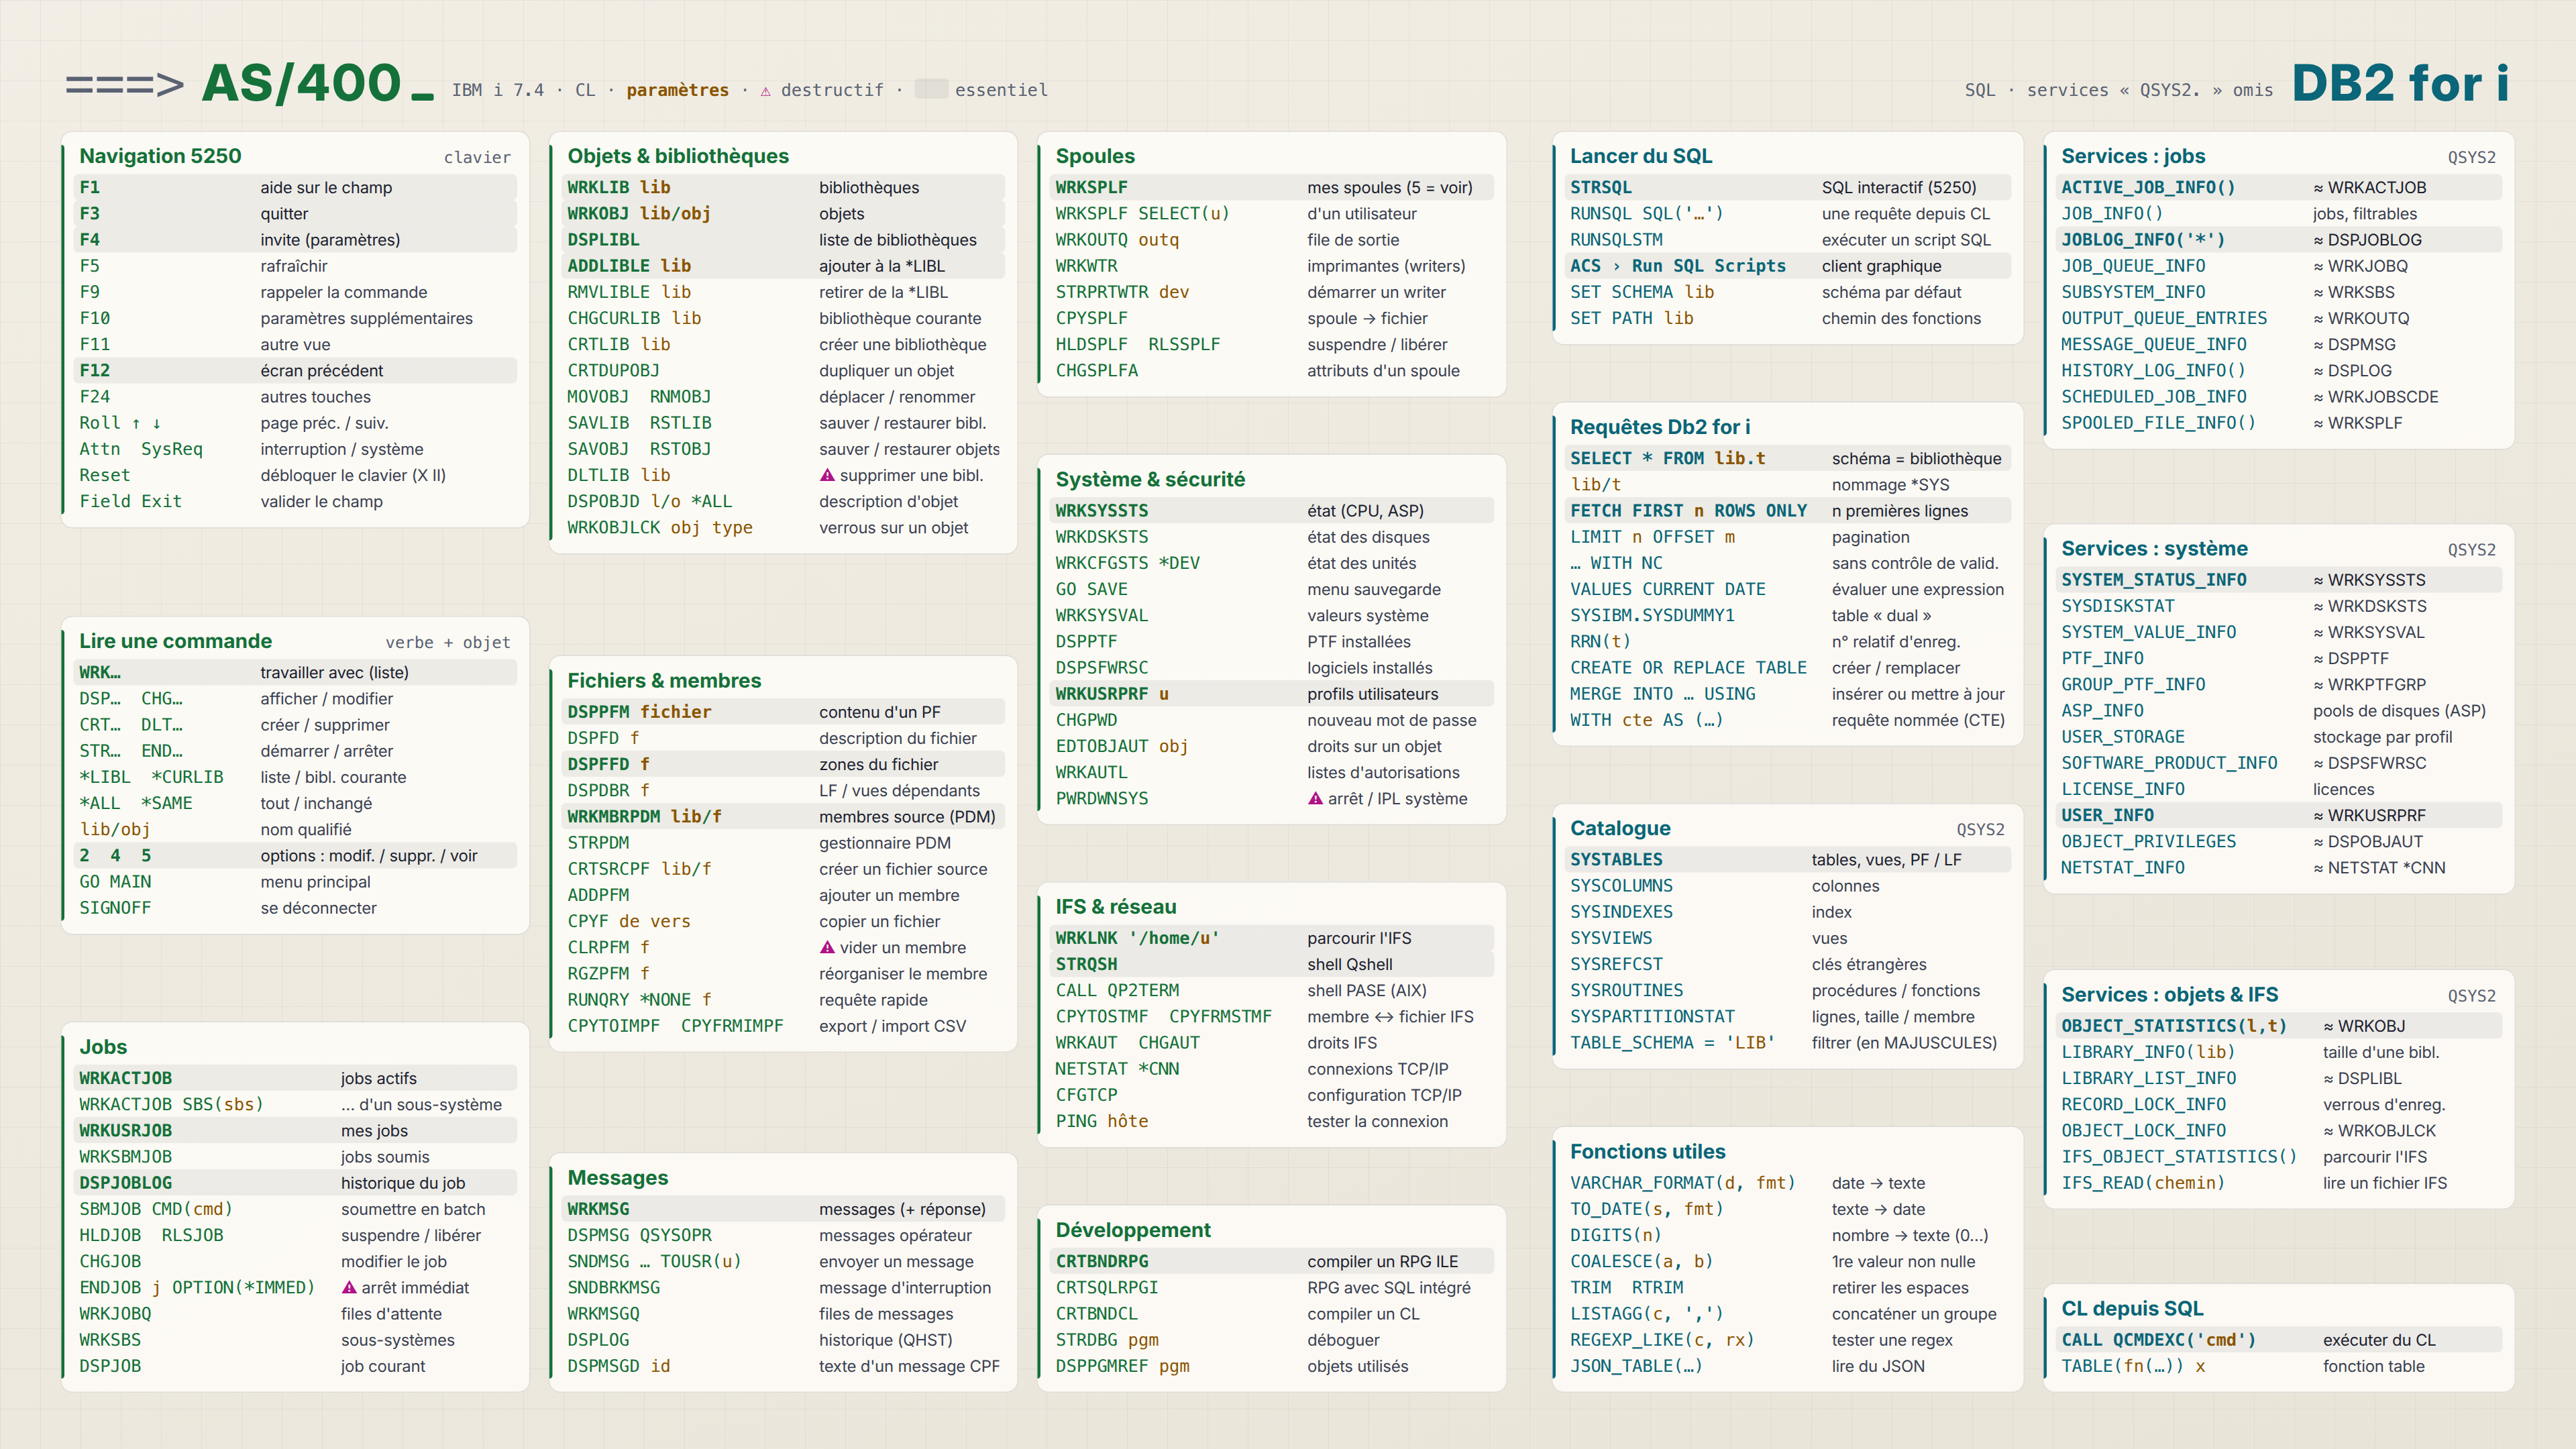 ===> AS/400_ IBM i 7.4 · CL · paramètres · ⚠ destructif · essentiel
SQL · services « QSYS2. » omis DB2 for i
Navigation 5250 clavier
F1 aide sur le champ
F3 quitter
F4 invite (paramètres)
F5 rafraîchir
F9 rappeler la commande
F10 paramètres supplémentaires
F11 autre vue
F12 écran précédent
F24 autres touches
Roll ↑ ↓ page préc. / suiv.
Attn SysReq interruption / système
Reset débloquer le clavier (X II)
Field Exit valider le champ
Lire une commande verbe + objet
WRK… travailler avec (liste)
DSP… CHG… afficher / modifier
CRT… DLT… créer / supprimer
STR… END… démarrer / arrêter
*LIBL *CURLIB liste / bibl. courante
*ALL *SAME tout / inchangé
lib/obj nom qualifié
2 4 5 options : modif. / suppr. / voir
GO MAIN menu principal
SIGNOFF se déconnecter
Jobs
WRKACTJOB jobs actifs
WRKACTJOB SBS(sbs) … d'un sous-système
WRKUSRJOB mes jobs
WRKSBMJOB jobs soumis
DSPJOBLOG historique du job
SBMJOB CMD(cmd) soumettre en batch
HLDJOB RLSJOB suspendre / libérer
CHGJOB modifier le job
ENDJOB j OPTION(*IMMED) ⚠ arrêt immédiat
WRKJOBQ files d'attente
WRKSBS sous-systèmes
DSPJOB job courant
Objets & bibliothèques
WRKLIB lib bibliothèques
WRKOBJ lib/obj objets
DSPLIBL liste de bibliothèques
ADDLIBLE lib ajouter à la *LIBL
RMVLIBLE lib retirer de la *LIBL
CHGCURLIB lib bibliothèque courante
CRTLIB lib créer une bibliothèque
CRTDUPOBJ dupliquer un objet
MOVOBJ RNMOBJ déplacer / renommer
SAVLIB RSTLIB sauver / restaurer bibl.
SAVOBJ RSTOBJ sauver / restaurer objets
DLTLIB lib ⚠ supprimer une bibl.
DSPOBJD l/o *ALL description d'objet
WRKOBJLCK obj type verrous sur un objet
Fichiers & membres
DSPPFM fichier contenu d'un PF
DSPFD f description du fichier
DSPFFD f zones du fichier
DSPDBR f LF / vues dépendants
WRKMBRPDM lib/f membres source (PDM)
STRPDM gestionnaire PDM
CRTSRCPF lib/f créer un fichier source
ADDPFM ajouter un membre
CPYF de vers copier un fichier
CLRPFM f ⚠ vider un membre
RGZPFM f réorganiser le membre
RUNQRY *NONE f requête rapide
CPYTOIMPF CPYFRMIMPF export / import CSV
Messages
WRKMSG messages (+ réponse)
DSPMSG QSYSOPR messages opérateur
SNDMSG … TOUSR(u) envoyer un message
SNDBRKMSG message d'interruption
WRKMSGQ files de messages
DSPLOG historique (QHST)
DSPMSGD id texte d'un message CPF
Spoules
WRKSPLF mes spoules (5 = voir)
WRKSPLF SELECT(u) d'un utilisateur
WRKOUTQ outq file de sortie
WRKWTR imprimantes (writers)
STRPRTWTR dev démarrer un writer
CPYSPLF spoule → fichier
HLDSPLF RLSSPLF suspendre / libérer
CHGSPLFA attributs d'un spoule
Système & sécurité
WRKSYSSTS état (CPU, ASP)
WRKDSKSTS état des disques
WRKCFGSTS *DEV état des unités
GO SAVE menu sauvegarde
WRKSYSVAL valeurs système
DSPPTF PTF installées
DSPSFWRSC logiciels installés
WRKUSRPRF u profils utilisateurs
CHGPWD nouveau mot de passe
EDTOBJAUT obj droits sur un objet
WRKAUTL listes d'autorisations
PWRDWNSYS ⚠ arrêt / IPL système
IFS & réseau
WRKLNK '/home/u' parcourir l'IFS
STRQSH shell Qshell
CALL QP2TERM shell PASE (AIX)
CPYTOSTMF CPYFRMSTMF membre ↔ fichier IFS
WRKAUT CHGAUT droits IFS
NETSTAT *CNN connexions TCP/IP
CFGTCP configuration TCP/IP
PING hôte tester la connexion
Développement
CRTBNDRPG compiler un RPG ILE
CRTSQLRPGI RPG avec SQL intégré
CRTBNDCL compiler un CL
STRDBG pgm déboguer
DSPPGMREF pgm objets utilisés
Lancer du SQL
STRSQL SQL interactif (5250)
RUNSQL SQL('…') une requête depuis CL
RUNSQLSTM exécuter un script SQL
ACS › Run SQL Scripts client graphique
SET SCHEMA lib schéma par défaut
SET PATH lib chemin des fonctions
Requêtes Db2 for i
SELECT * FROM lib.t schéma = bibliothèque
lib/t nommage *SYS
FETCH FIRST n ROWS ONLY n premières lignes
LIMIT n OFFSET m pagination
… WITH NC sans contrôle de valid.
VALUES CURRENT DATE évaluer une expression
SYSIBM.SYSDUMMY1 table « dual »
RRN(t) n° relatif d'enreg.
CREATE OR REPLACE TABLE créer / remplacer
MERGE INTO … USING insérer ou mettre à jour
WITH cte AS (…) requête nommée (CTE)
Catalogue QSYS2
SYSTABLES tables, vues, PF / LF
SYSCOLUMNS colonnes
SYSINDEXES index
SYSVIEWS vues
SYSREFCST clés étrangères
SYSROUTINES procédures / fonctions
SYSPARTITIONSTAT lignes, taille / membre
TABLE_SCHEMA = 'LIB' filtrer (en MAJUSCULES)
Fonctions utiles
VARCHAR_FORMAT(d, fmt) date → texte
TO_DATE(s, fmt) texte → date
DIGITS(n) nombre → texte (0…)
COALESCE(a, b) 1re valeur non nulle
TRIM RTRIM retirer les espaces
LISTAGG(c, ',') concaténer un groupe
REGEXP_LIKE(c, rx) tester une regex
JSON_TABLE(…) lire du JSON
Services : jobs QSYS2
ACTIVE_JOB_INFO() ≈ WRKACTJOB
JOB_INFO() jobs, filtrables
JOBLOG_INFO('*') ≈ DSPJOBLOG
JOB_QUEUE_INFO ≈ WRKJOBQ
SUBSYSTEM_INFO ≈ WRKSBS
OUTPUT_QUEUE_ENTRIES ≈ WRKOUTQ
MESSAGE_QUEUE_INFO ≈ DSPMSG
HISTORY_LOG_INFO() ≈ DSPLOG
SCHEDULED_JOB_INFO ≈ WRKJOBSCDE
SPOOLED_FILE_INFO() ≈ WRKSPLF
Services : système QSYS2
SYSTEM_STATUS_INFO ≈ WRKSYSSTS
SYSDISKSTAT ≈ WRKDSKSTS
SYSTEM_VALUE_INFO ≈ WRKSYSVAL
PTF_INFO ≈ DSPPTF
GROUP_PTF_INFO ≈ WRKPTFGRP
ASP_INFO pools de disques (ASP)
USER_STORAGE stockage par profil
SOFTWARE_PRODUCT_INFO ≈ DSPSFWRSC
LICENSE_INFO licences
USER_INFO ≈ WRKUSRPRF
OBJECT_PRIVILEGES ≈ DSPOBJAUT
NETSTAT_INFO ≈ NETSTAT *CNN
Services : objets & IFS QSYS2
OBJECT_STATISTICS(l,t) ≈ WRKOBJ
LIBRARY_INFO(lib) taille d'une bibl.
LIBRARY_LIST_INFO ≈ DSPLIBL
RECORD_LOCK_INFO verrous d'enreg.
OBJECT_LOCK_INFO ≈ WRKOBJLCK
IFS_OBJECT_STATISTICS() parcourir l'IFS
IFS_READ(chemin) lire un fichier IFS
CL depuis SQL
CALL QCMDEXC('cmd') exécuter du CL
TABLE(fn(…)) x fonction table